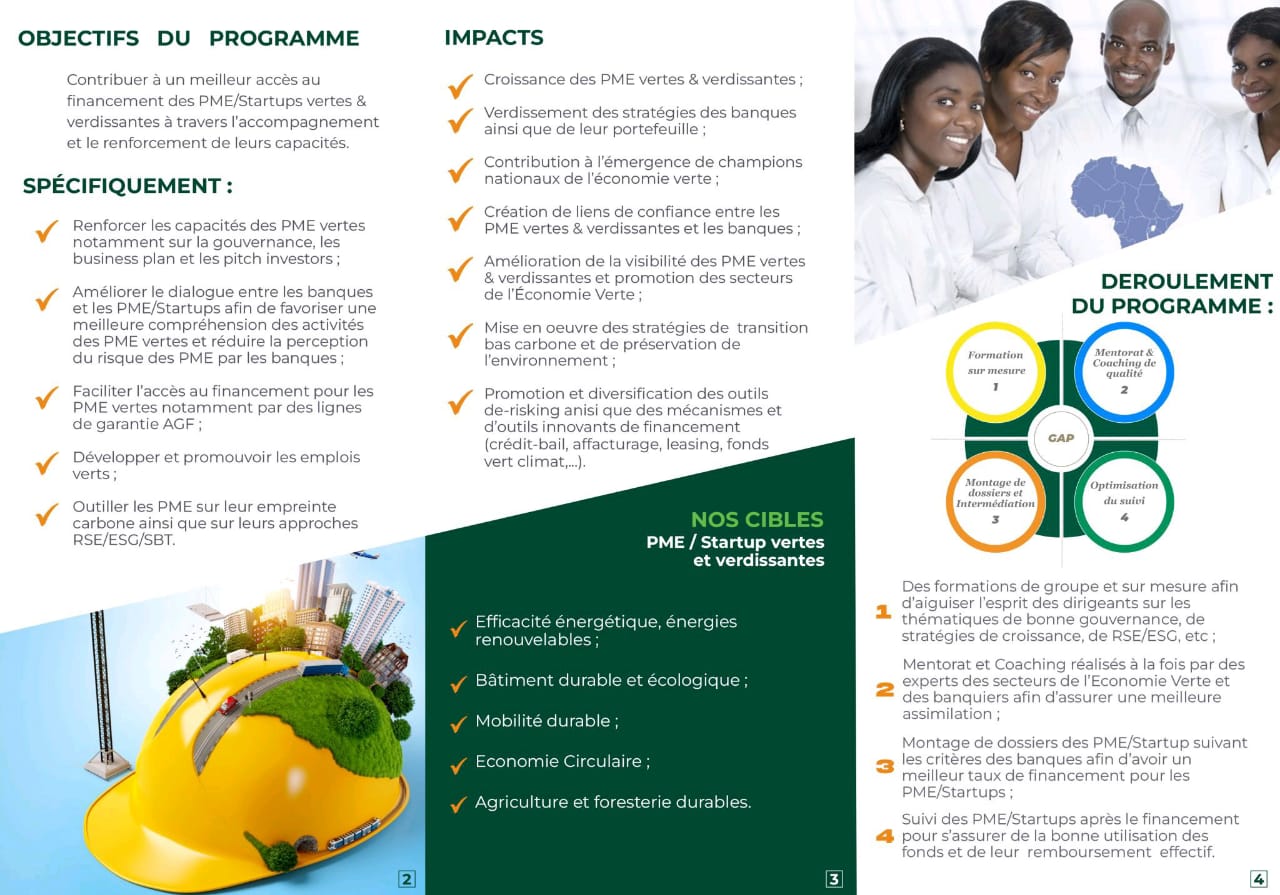 OBJECTIFS DU PROGRAMME
Contribuer à un meilleur accès au
financement des PME/Startups vertes &
verdissantes à travers l’accompagnement
et le renforcement de leurs capacités.
SPÉCIFIQUEMENT :
Renforcer les capacités des PME vertes
notamment sur la gouvernance, les
business plan et les pitch investors ;
Améliorer le dialogue entre les banques
et les PME/Startups afin de favoriser une
meilleure compréhension des activités
des PME vertes et réduire la perception
du risque des PME par les banques ;
Faciliter l’accès au financement pour les
PME vertes notamment par des lignes
de garantie AGF ;
Développer et promouvoir les emplois
verts ;
Outiller les PME sur leur empreinte
carbone ainsi que sur leurs approches
RSE/ESG/SBT.
2
IMPACTS
Croissance des PME vertes & verdissantes ;
Verdissement des stratégies des banques
ainsi que de leur portefeuille ;
Contribution à l’émergence de champions
nationaux de l’économie verte ;
Création de liens de confiance entre les
PME vertes & verdissantes et les banques ;
Amélioration de la visibilité des PME vertes
& verdissantes et promotion des secteurs
de l’Économie Verte ;
Mise en oeuvre des stratégies de transition
bas carbone et de préservation de
l’environnement ;
Promotion et diversification des outils
de-risking anisi que des mécanismes et
d’outils innovants de financement
(crédit-bail, affacturage, leasing, fonds
vert climat,...).
NOS CIBLES
PME / Startup vertes
et verdissantes
Efficacité énergétique, énergies
renouvelables ;
Bâtiment durable et écologique ;
Mobilité durable ;
Economie Circulaire ;
Agriculture et foresterie durables.
3
DEROULEMENT
DU PROGRAMME :
Formation
sur mesure
1
Mentorat &
Coaching de
qualité
2
GAP
Montage de
dossiers et
Intermédiation
3
Optimisation
du suivi
4
1
Des formations de groupe et sur mesure afin
d’aiguiser l’esprit des dirigeants sur les
thématiques de bonne gouvernance, de
stratégies de croissance, de RSE/ESG, etc ;
2
Mentorat et Coaching réalisés à la fois par des
experts des secteurs de l’Economie Verte et
des banquiers afin d’assurer une meilleure
assimilation ;
3
Montage de dossiers des PME/Startup suivant
les critères des banques afin d’avoir un
meilleur taux de financement pour les
PME/Startups ;
4
Suivi des PME/Startups après le financement
pour s’assurer de la bonne utilisation des
fonds et de leur remboursement effectif.
4